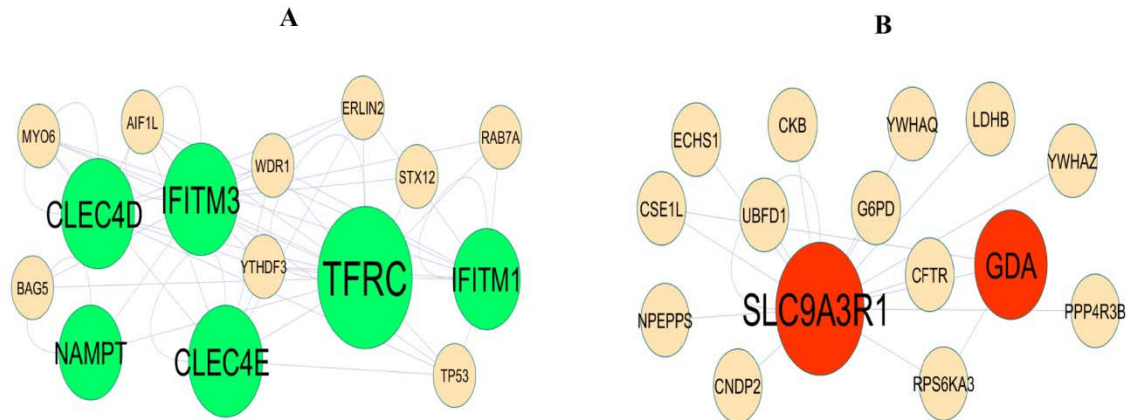 A
MYO6
AIF1L
ERLIN2
RAB7A
WDR1
STX12
CLEC4D
IFITM3
YTHDF3
TFRC
IFITM1
BAG5
NAMPT
CLEC4E
TP53
B
ECHS1
CKB
YWHAQ
LDHB
YWHAZ
CSE1L
UBFD1
G6PD
CFTR
GDA
SLC9A3R1
NPEPPS
PPP4R3B
CNDP2
RPS6KA3